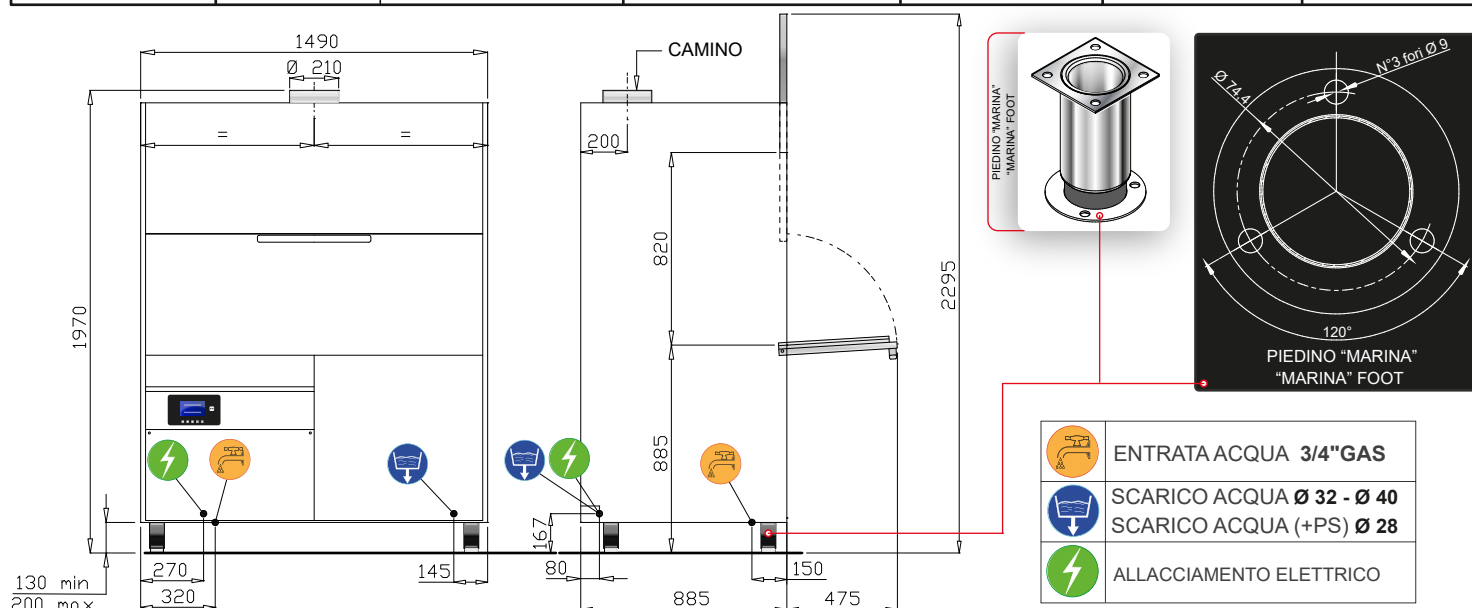 1490
Ø 210
CAMINO
=
=
200
820
1970
2295
885
167
130 min
200 max
270
320
145
80
885
150
475
PIEDINO "MARINA"
"MARINA" FOOT
Ø 74.4
N°3 fori Ø 9
120°
PIEDINO “MARINA”
“MARINA” FOOT
ENTRATA ACQUA 3/4"GAS
SCARICO ACQUA Ø 32 - Ø 40
SCARICO ACQUA (+PS) Ø 28
ALLACCIAMENTO ELETTRICO